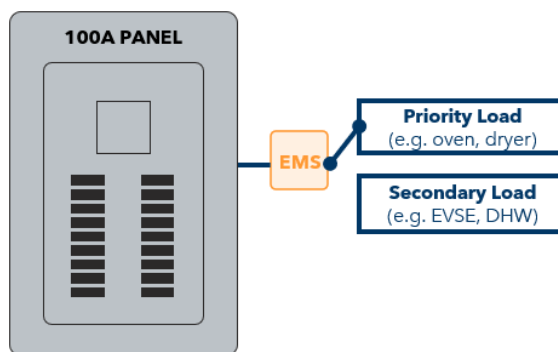 100A PANEL
EMS
Priority Load
(e.g. oven, dryer)
Secondary Load
(e.g. EVSE, DHW)